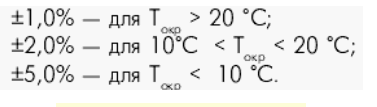 ±1,0% — для Tокр > 20 °C;
±2,0% — для 10°C < Tокр < 20 °C;
±5,0% — для Tокр < 10 °C.